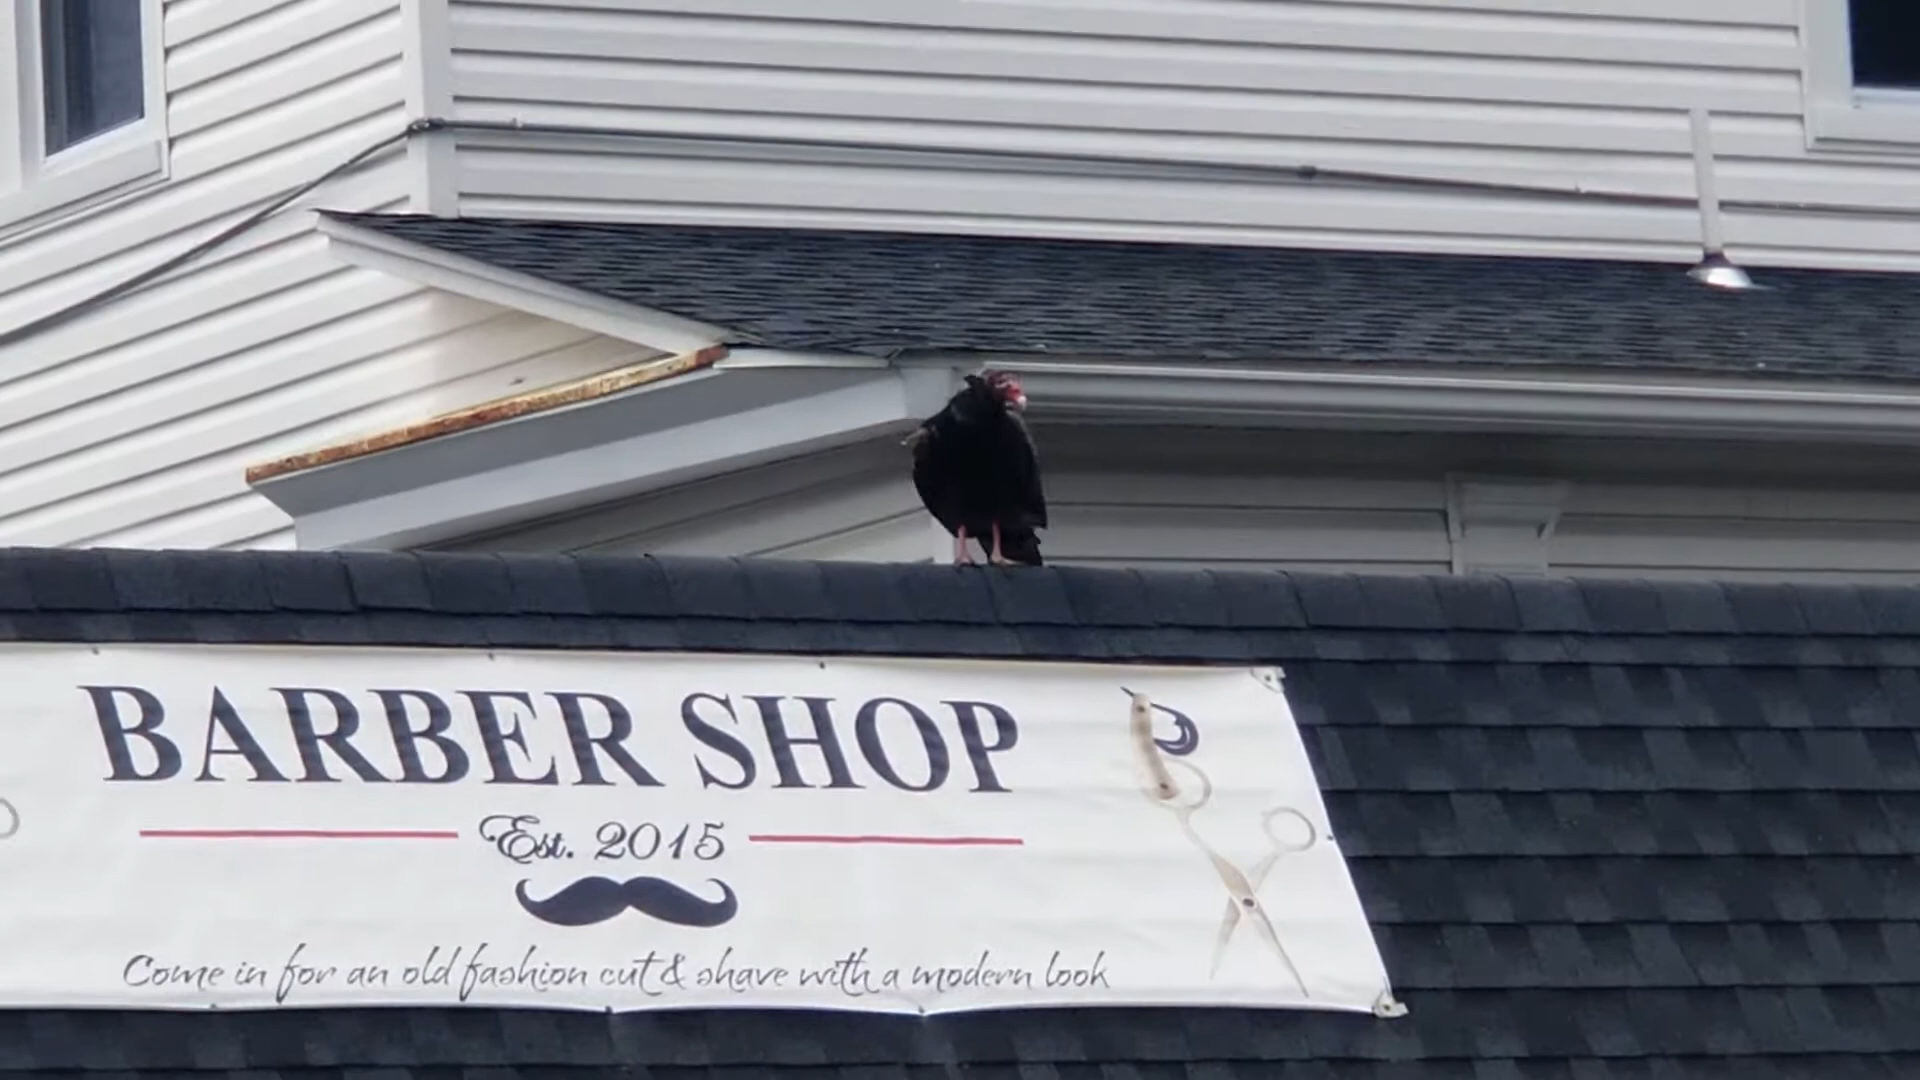 BARBER SHOP
Est. 2015
Come in for an old fashion cut & shave with a modern look